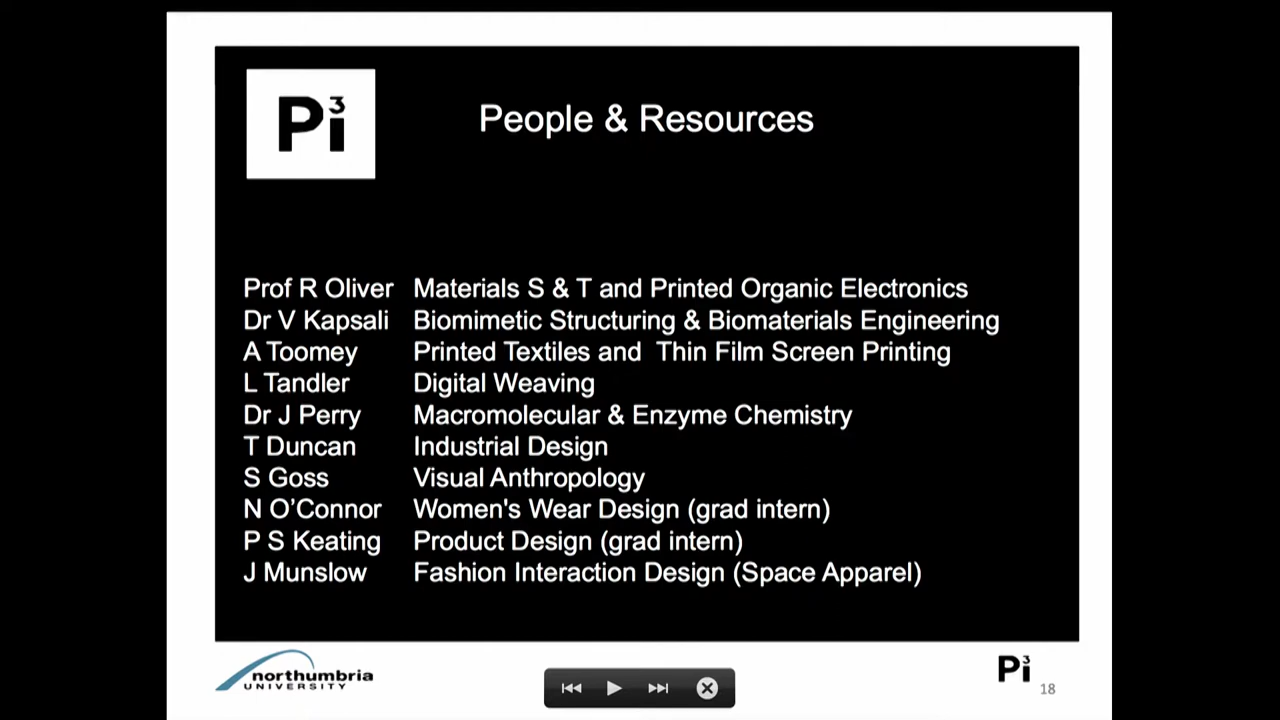 Pi3
People & Resources
Prof R Oliver Materials S & T and Printed Organic Electronics
Dr V Kapsali Biomimetic Structuring & Biomaterials Engineering
A Toomey Printed Textiles and Thin Film Screen Printing
L Tandler Digital Weaving
Dr J Perry Macromolecular & Enzyme Chemistry
T Duncan Industrial Design
S Goss Visual Anthropology
N O’Connor Women's Wear Design (grad intern)
P S Keating Product Design (grad intern)
J Munslow Fashion Interaction Design (Space Apparel)
northumbria
UNIVERSITY
Pi3
18